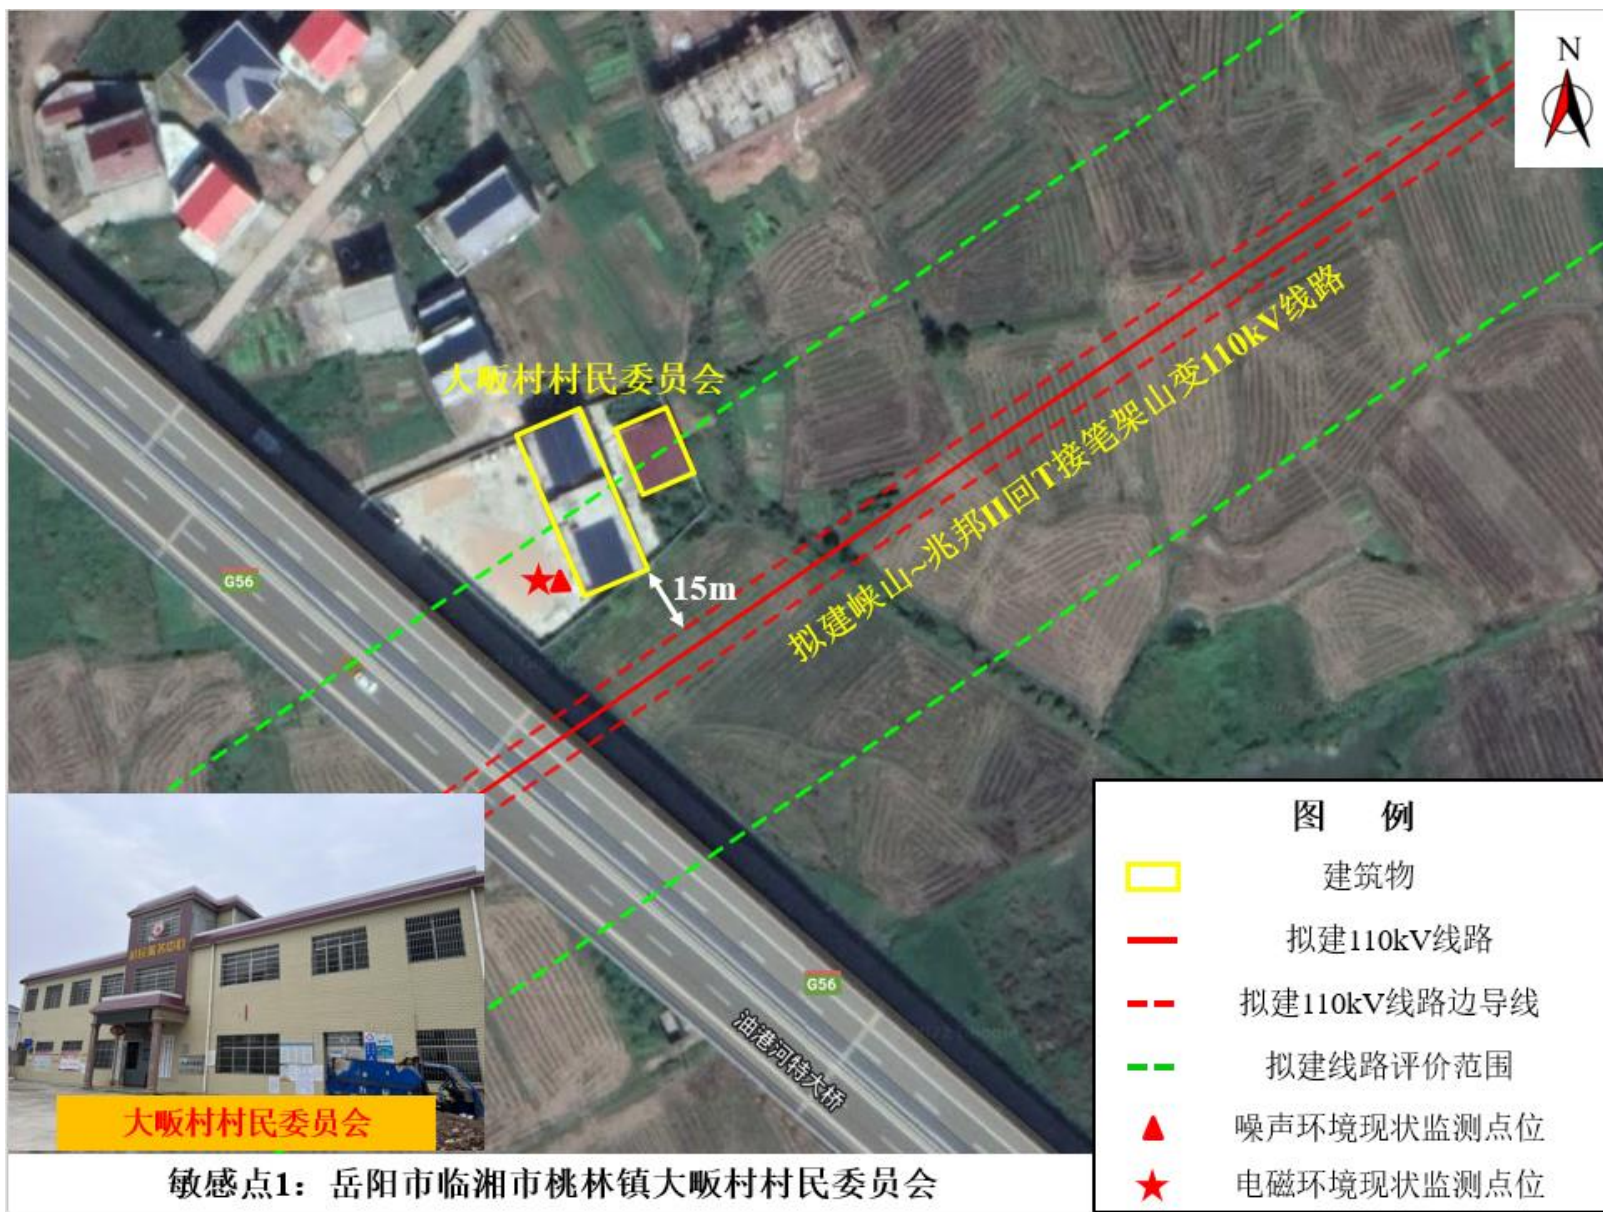 N
大畈村村民委员会
拟建峡山~兆邦II回T接笔架山变110kV线路
15m
G56
G56
油港河特大桥
大畈村村民委员会
敏感点1：岳阳市临湘市桃林镇大畈村村民委员会
图 例
建筑物
拟建110kV线路
拟建110kV线路边导线
拟建线路评价范围
噪声环境现状监测点位
电磁环境现状监测点位